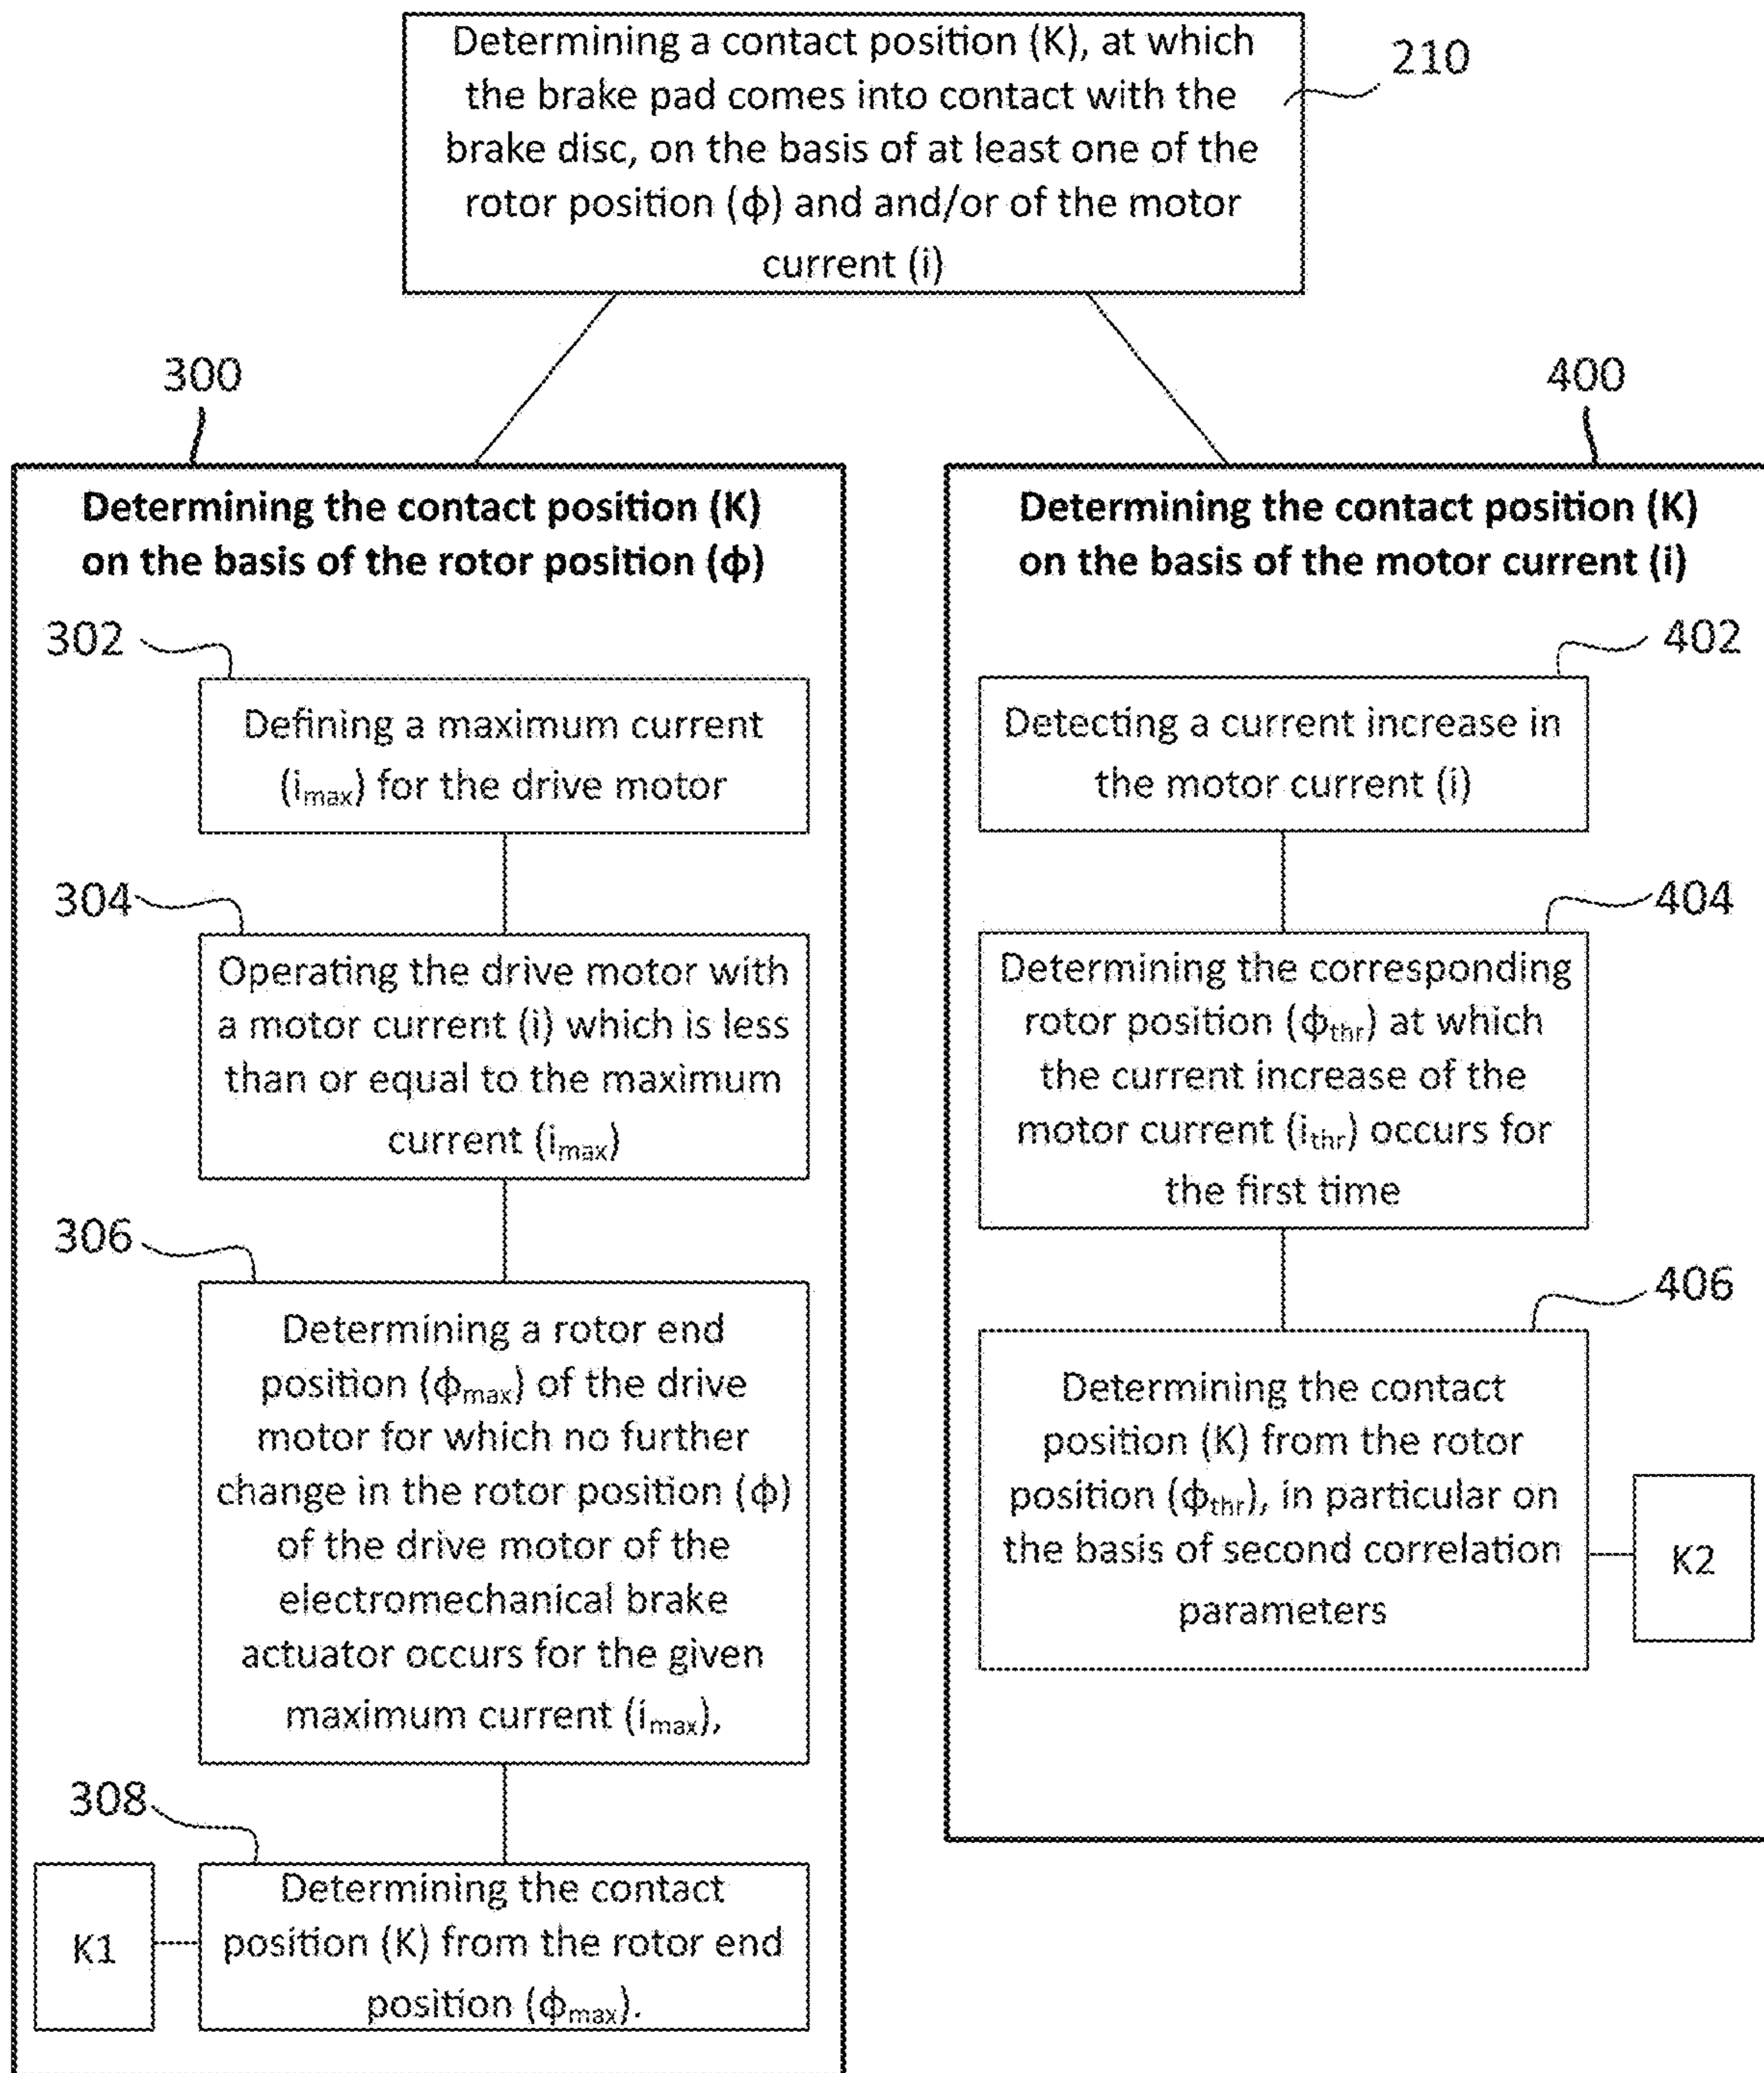 Determining a contact position (K), at which
the brake pad comes into contact with the
brake disc, on the basis of at least one of the
rotor position (ϕ) and and/or of the motor
current (i)
210
300
Determining the contact position (K)
on the basis of the rotor position (ϕ)
302
Defining a maximum current
(i_max) for the drive motor
304
Operating the drive motor with
a motor current (i) which is less
than or equal to the maximum
current (i_max)
306
Determining a rotor end
position (ϕ_max) of the drive
motor for which no further
change in the rotor position (ϕ)
of the drive motor of the
electromechanical brake
actuator occurs for the given
maximum current (i_max),
308
Determining the contact
position (K) from the rotor end
position (ϕ_max).
K1
400
Determining the contact position (K)
on the basis of the motor current (i)
402
Detecting a current increase in
the motor current (i)
404
Determining the corresponding
rotor position (ϕ_thr) at which
the current increase of the
motor current (i_thr) occurs for
the first time
406
Determining the contact
position (K) from the rotor
position (ϕ_thr), in particular on
the basis of second correlation
parameters
K2